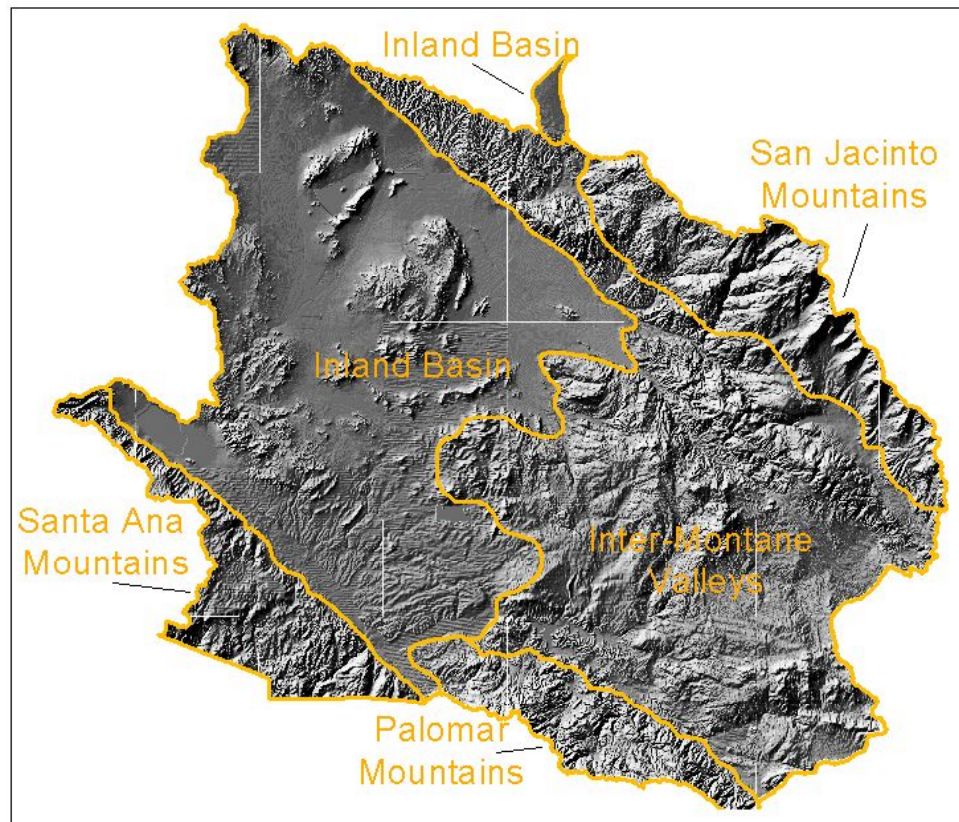 Inland Basin
San Jacinto
Mountains
Inland Basin
Santa Ana
Mountains
Inter-Montane
Valleys
Palomar
Mountains